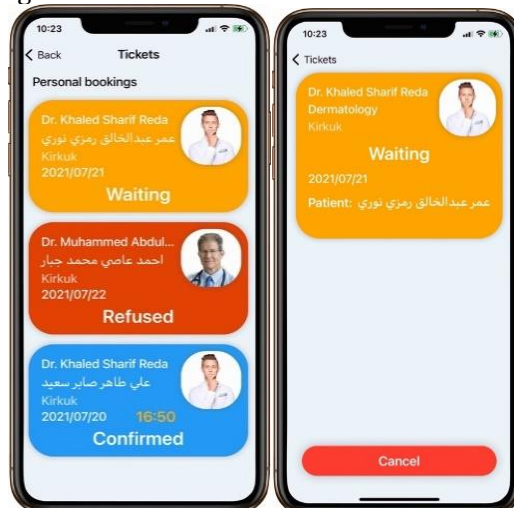 10:23
Back
Tickets
Personal bookings
Dr. Khaled Sharif Reda
عمر عبدالخالق رمزي نوري
Kirkuk
2021/07/21
Waiting
Dr. Muhammed Abdul...
احمد عاصي محمد جبار
Kirkuk
2021/07/22
Refused
Dr. Khaled Sharif Reda
علي طاهر صابر سعيد
Kirkuk
2021/07/20 16:50
Confirmed
10:23
Tickets
Dr. Khaled Sharif Reda
Dermatology
Kirkuk
Waiting
2021/07/21
Patient: عمر عبدالخالق رمزي نوري
Cancel